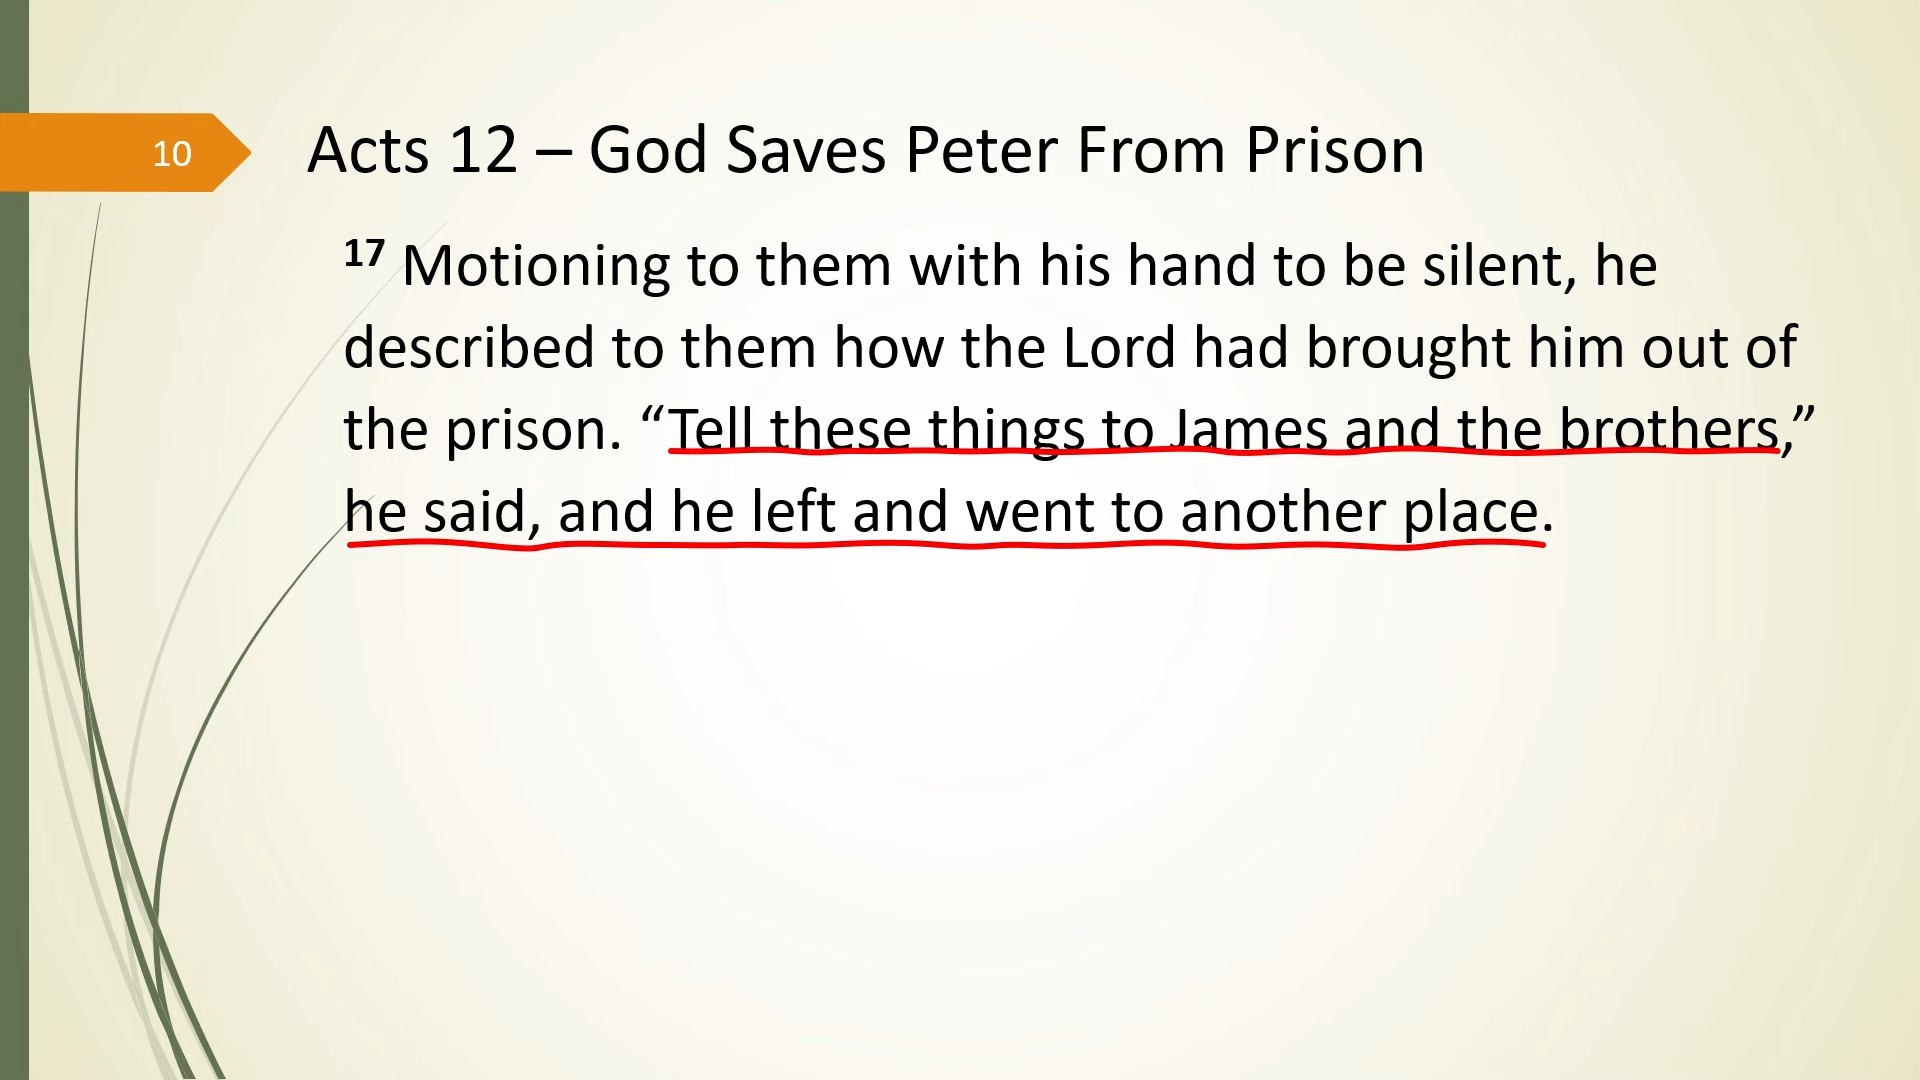 10
Acts 12 – God Saves Peter From Prison
17 Motioning to them with his hand to be silent, he
described to them how the Lord had brought him out of
the prison. “Tell these things to James and the brothers,”
he said, and he left and went to another place.